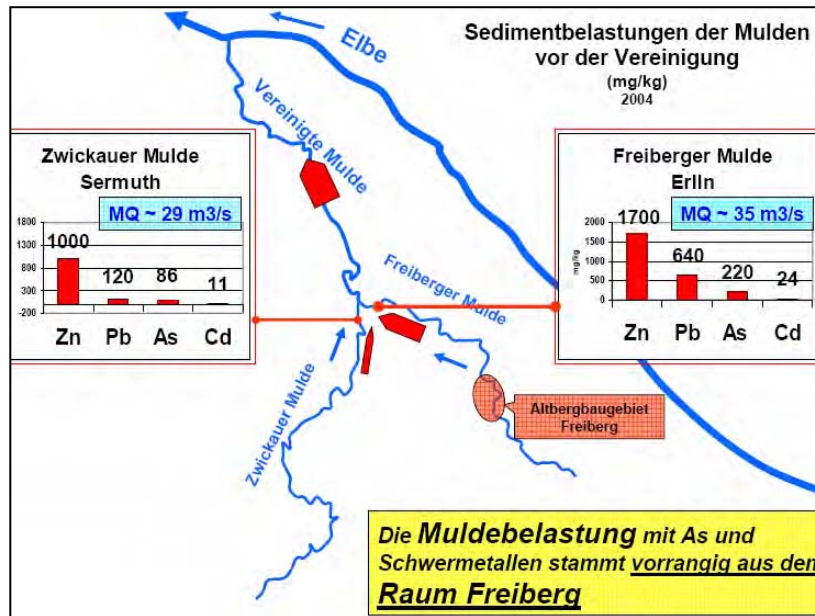 Sedimentbelastungen der Mulden
vor der Vereinigung
(mg/kg)
2004
Elbe
Vereinigte Mulde
Zwickauer Mulde
Sermuth
MQ ~ 29 m3/s
1800
1300
800
300
-200
1000
120
86
11
Zn Pb As Cd
Freiberger Mulde
Erlln
MQ ~ 35 m3/s
mg/kg
2000
1500
1000
500
0
1700
640
220
24
Zn Pb As Cd
Freiberger Mulde
Zwickauer Mulde
Altbergbaugebiet
Freiberg
Die Muldebelastung mit As und
Schwermetallen stammt vorrangig aus dem
Raum Freiberg